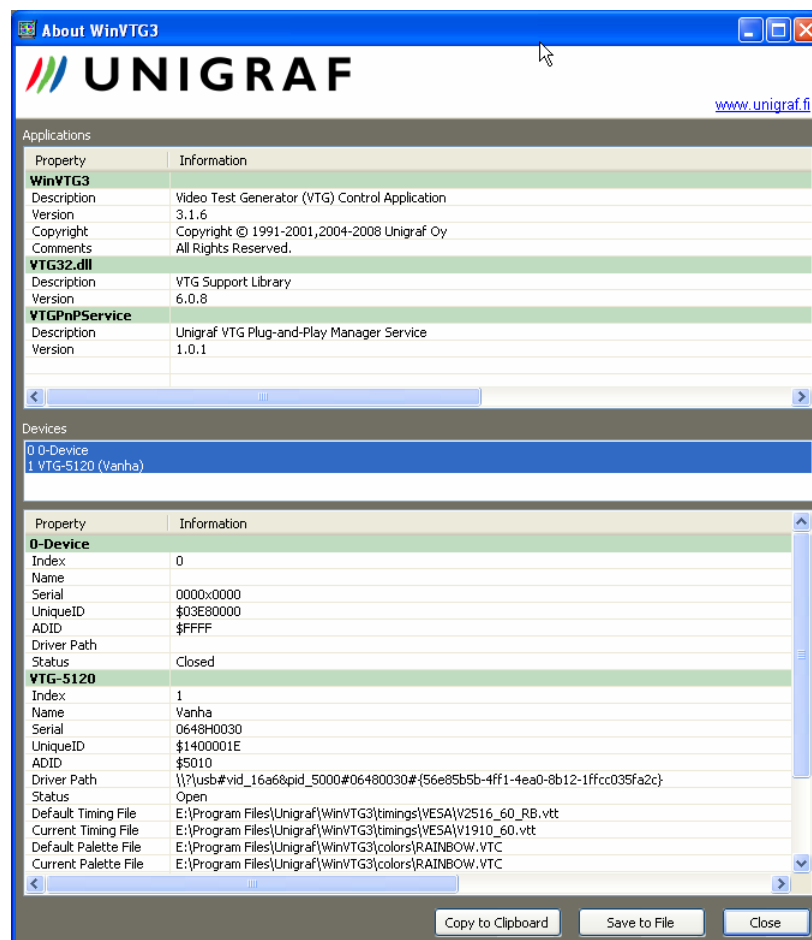 About WinVTG3
UNIGRAF
www.unigraf.fi
Applications
Property Information
WinVTG3
Description Video Test Generator (VTG) Control Application
Version 3.1.6
Copyright Copyright © 1991-2001,2004-2008 Unigraf Oy
Comments All Rights Reserved.
VTG32.dll
Description VTG Support Library
Version 6.0.8
VTGPnPService
Description Unigraf VTG Plug-and-Play Manager Service
Version 1.0.1
Devices
0 0-Device
1 VTG-5120 (Vanha)
Property Information
0-Device
Index 0
Name
Serial 0000x0000
UniqueID $03E80000
ADID $FFFF
Driver Path
Status Closed
VTG-5120
Index 1
Name Vanha
Serial 0648H0030
UniqueID $1400001E
ADID $5010
Driver Path \\?\usb#vid_16a6&pid_5000#06480030#{56e85b5b-4ff1-4ea0-8b12-1ffcc035fa2c}
Status Open
Default Timing File E:\Program Files\Unigraf\WinVTG3\timings\VESA\V2516_60_RB.vtt
Current Timing File E:\Program Files\Unigraf\WinVTG3\timings\VESA\V1910_60.vtt
Default Palette File E:\Program Files\Unigraf\WinVTG3\colors\RAINBOW.VTC
Current Palette File E:\Program Files\Unigraf\WinVTG3\colors\RAINBOW.VTC
Copy to Clipboard Save to File Close